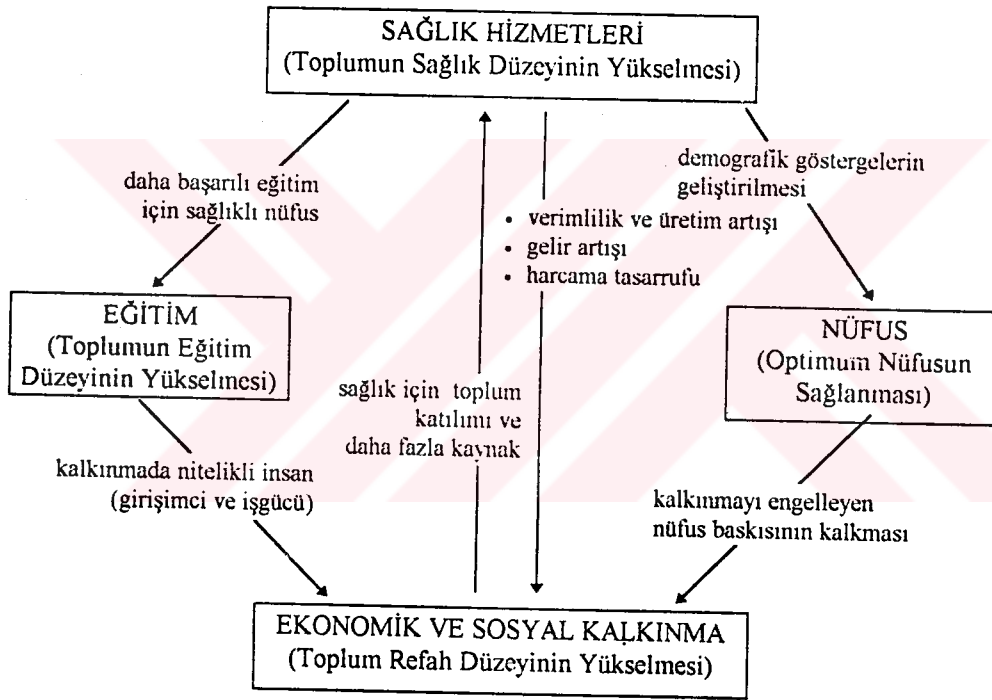 SAĞLIK HİZMETLERİ
(Toplumun Sağlık Düzeyinin Yükselmesi)
daha başarılı eğitim
için sağlıklı nüfus
demografik göstergelerin
geliştirilmesi
• verimlilik ve üretim artışı
• gelir artışı
• harcama tasarrufu
EĞİTİM
(Toplumun Eğitim
Düzeyinin Yükselmesi)
NÜFUS
(Optimum Nüfusun
Sağlanması)
sağlık için toplum
katılımı ve
daha fazla kaynak
kalkınmada nitelikli insan
(girişimci ve işgücü)
kalkınmayı engelleyen
nüfus baskısının kalkması
EKONOMİK VE SOSYAL KALKINMA
(Toplum Refah Düzeyinin Yükselmesi)